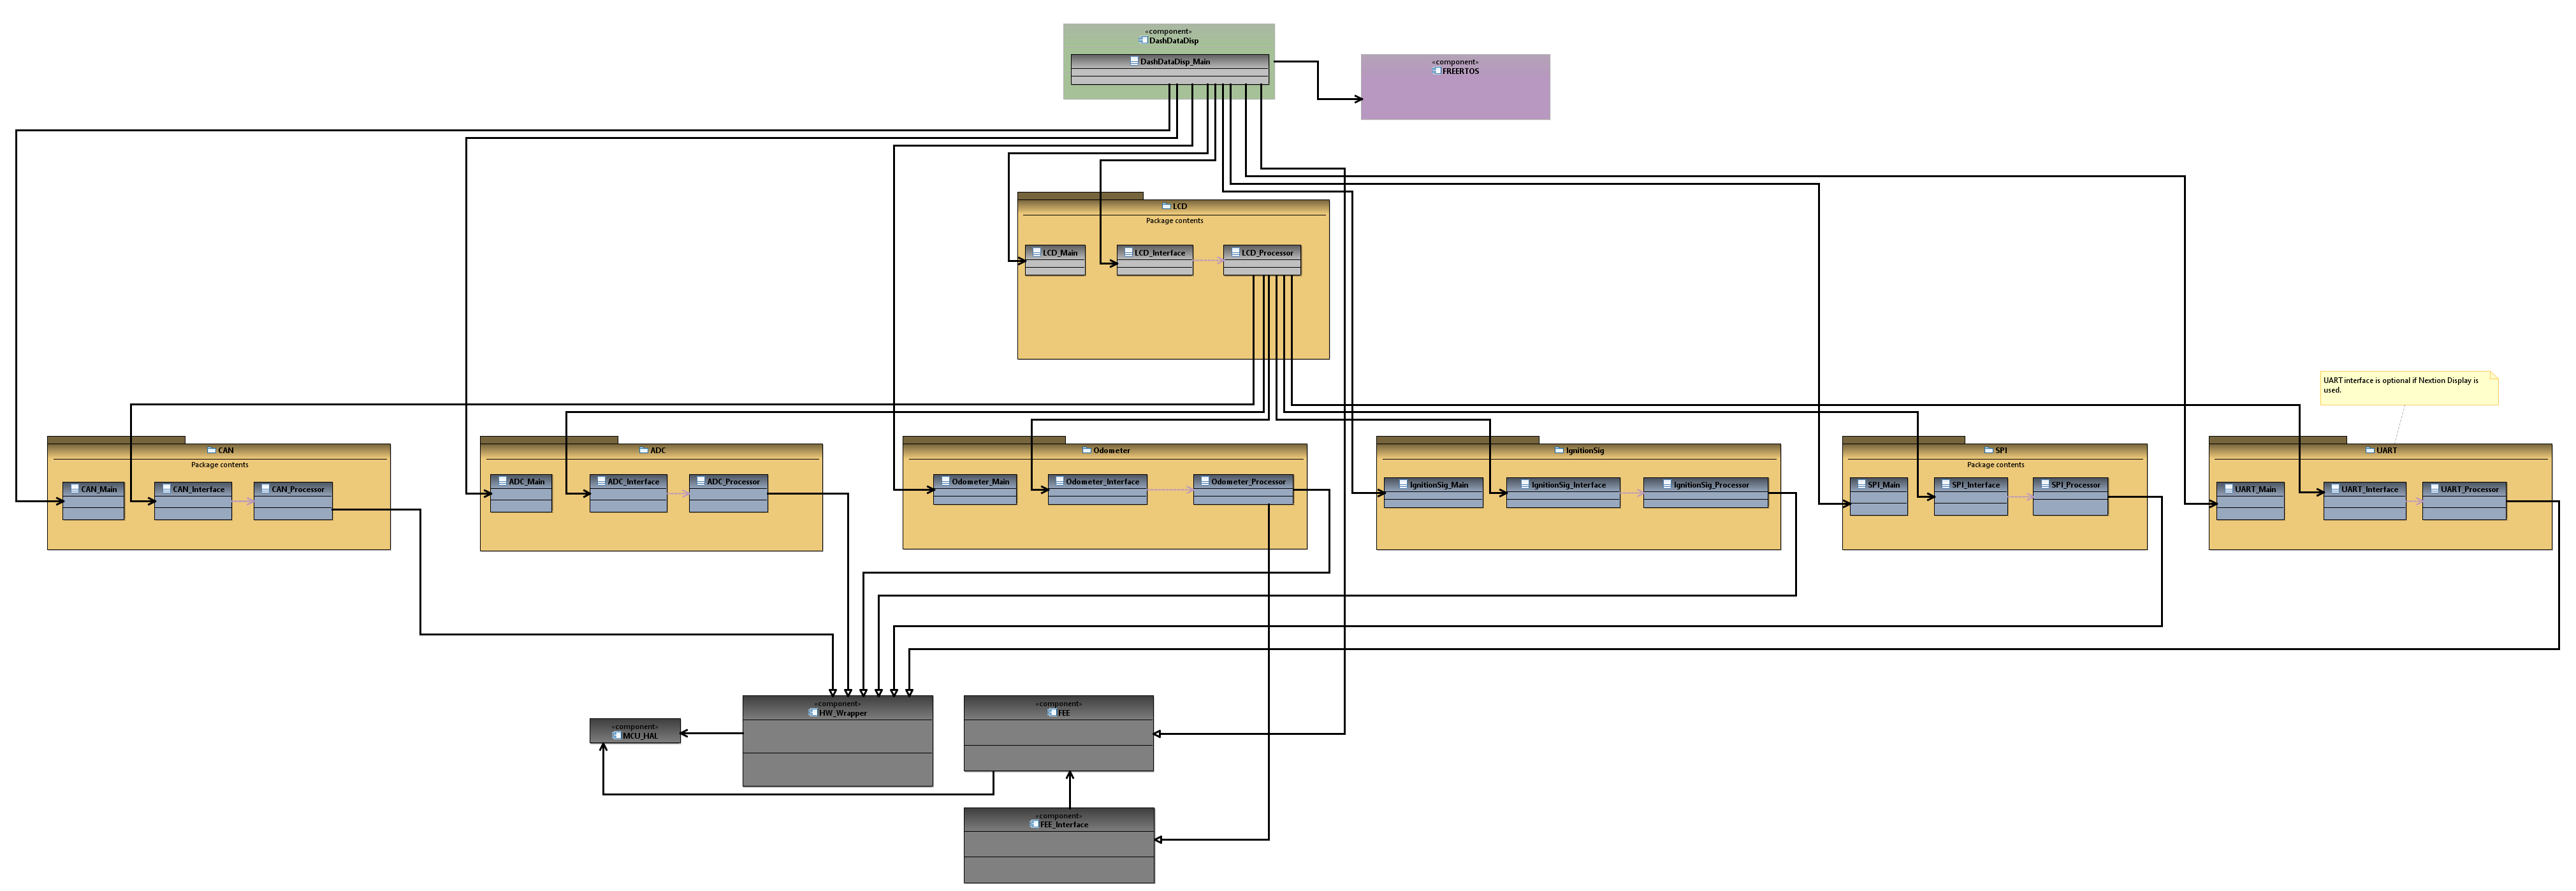 «component»
DashDataDisp
DashDataDisp_Main
«component»
FREERTOS
LCD
Package contents
LCD_Main
LCD_Interface
LCD_Processor
UART interface is optional if Nextion Display is
used.
CAN
Package contents
CAN_Main
CAN_Interface
CAN_Processor
ADC
ADC_Main
ADC_Interface
ADC_Processor
Odometer
Odometer_Main
Odometer_Interface
Odometer_Processor
IgnitionSig
IgnitionSig_Main
IgnitionSig_Interface
IgnitionSig_Processor
SPI
Package contents
SPI_Main
SPI_Interface
SPI_Processor
UART
UART_Main
UART_Interface
UART_Processor
«component»
MCU_HAL
«component»
HW_Wrapper
«component»
FEE
«component»
FEE_Interface